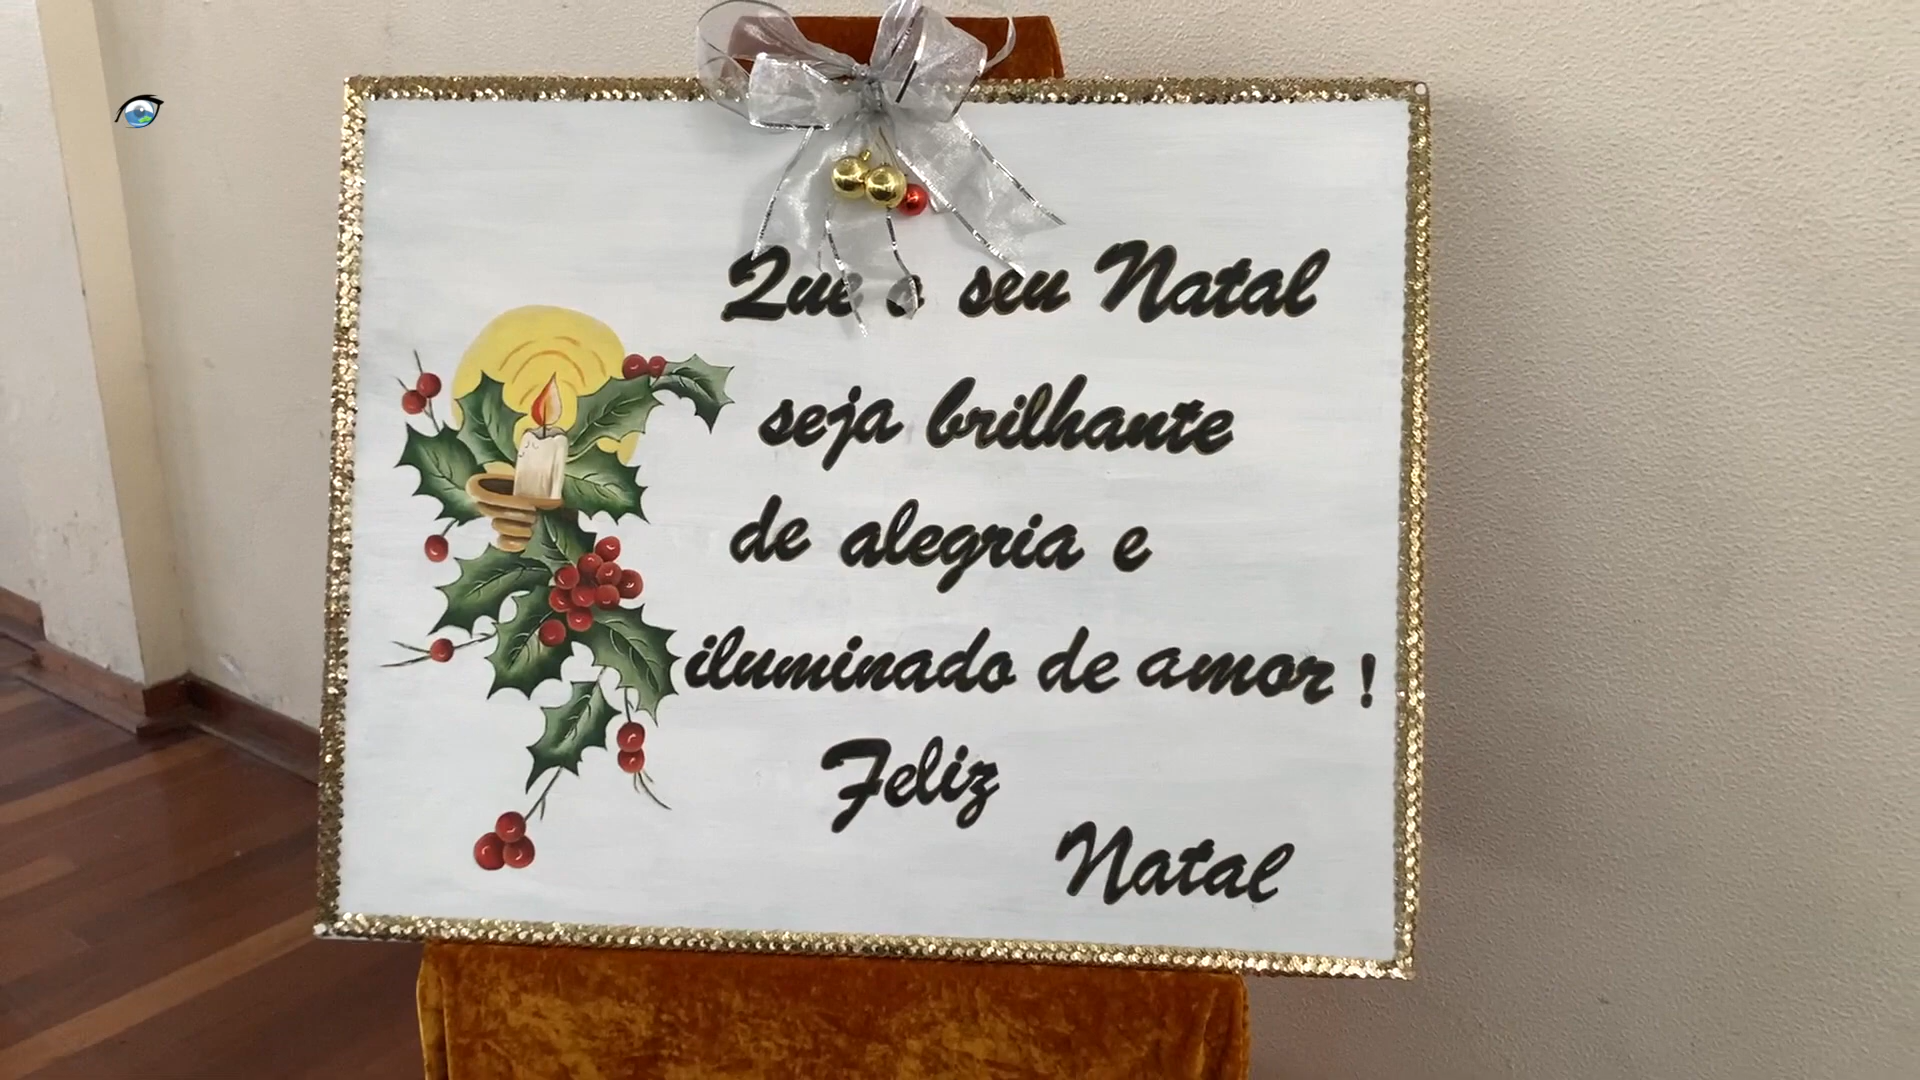 Que o seu Natal
seja brilhante
de alegria e
iluminado de amor !
Feliz
Natal